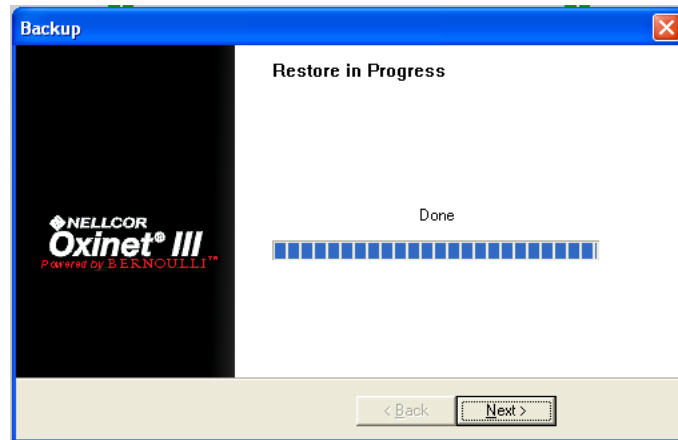 Backup
Restore in Progress
Done
NELLCOR
Oxinet® III
Powered by BERNOULLI™
< Back
Next >